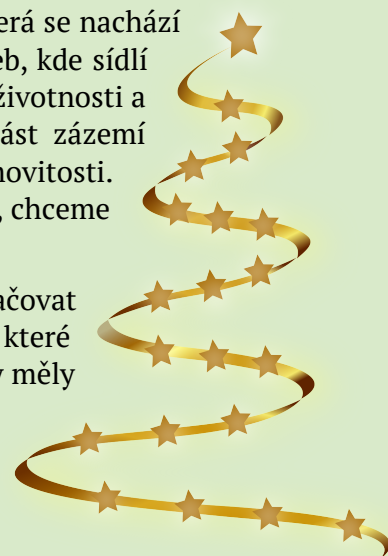 erá se nachází
eb, kde sídlí
životnosti a
ást zázemí
novitosti.
, chceme
ačovat
které
měly